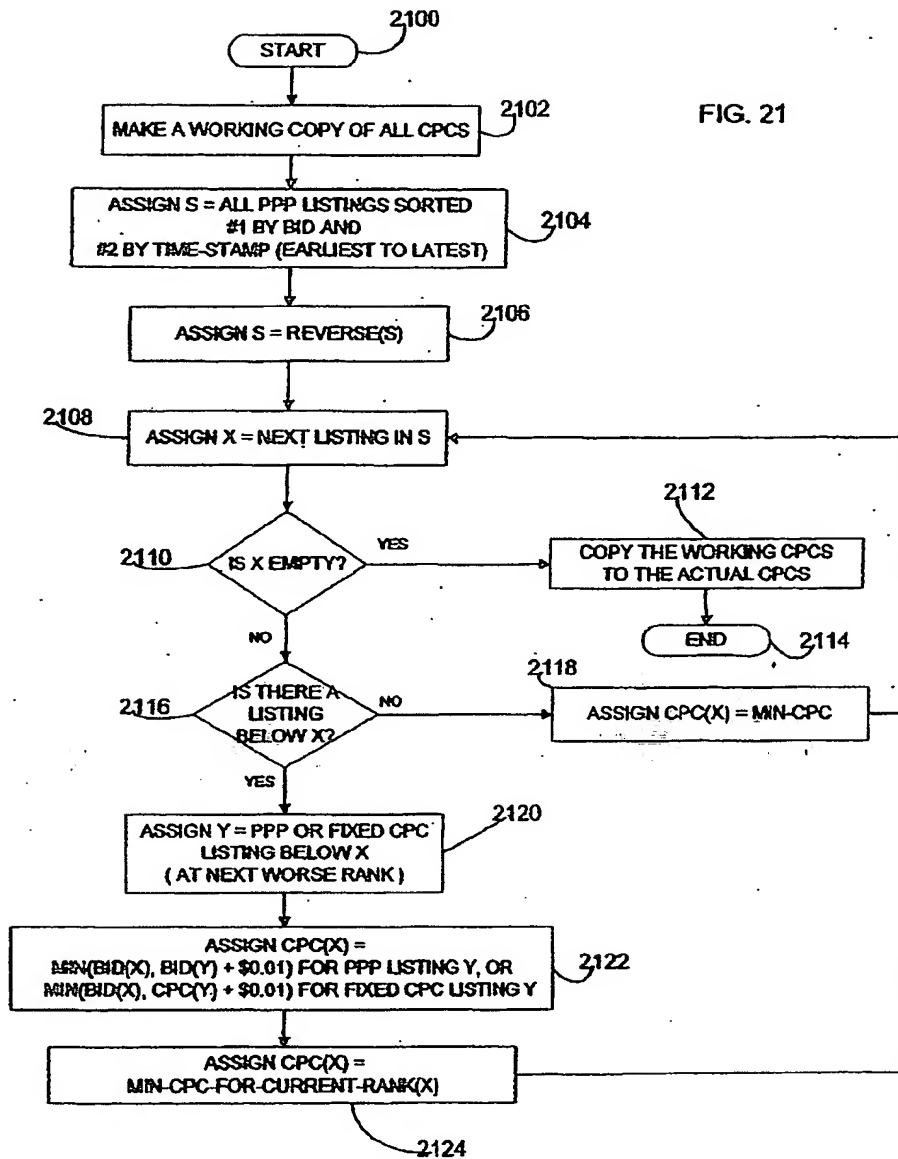 2100
START
2102
FIG. 21
MAKE A WORKING COPY OF ALL CPCS
ASSIGN S = ALL PPP LISTINGS SORTED
#1 BY BID AND
#2 BY TIME-STAMP (EARLIEST TO LATEST)
2104
ASSIGN S = REVERSE(S)
2106
2108
ASSIGN X = NEXT LISTING IN S
2110
IS X EMPTY?
YES
2112
COPY THE WORKING CPCS
TO THE ACTUAL CPCS
NO
END
2114
2116
IS THERE A
LISTING
BELOW X?
NO
2118
ASSIGN CPC(X) = MIN-CPC
YES
ASSIGN Y = PPP OR FIXED CPC
LISTING BELOW X
( AT NEXT WORSE RANK )
2120
ASSIGN CPC(X) =
MIN(BID(X), BID(Y) + $0.01) FOR PPP LISTING Y, OR
MIN(BID(X), CPC(Y) + $0.01) FOR FIXED CPC LISTING Y
2122
ASSIGN CPC(X) =
MIN-CPC-FOR-CURRENT-RANK(X)
2124